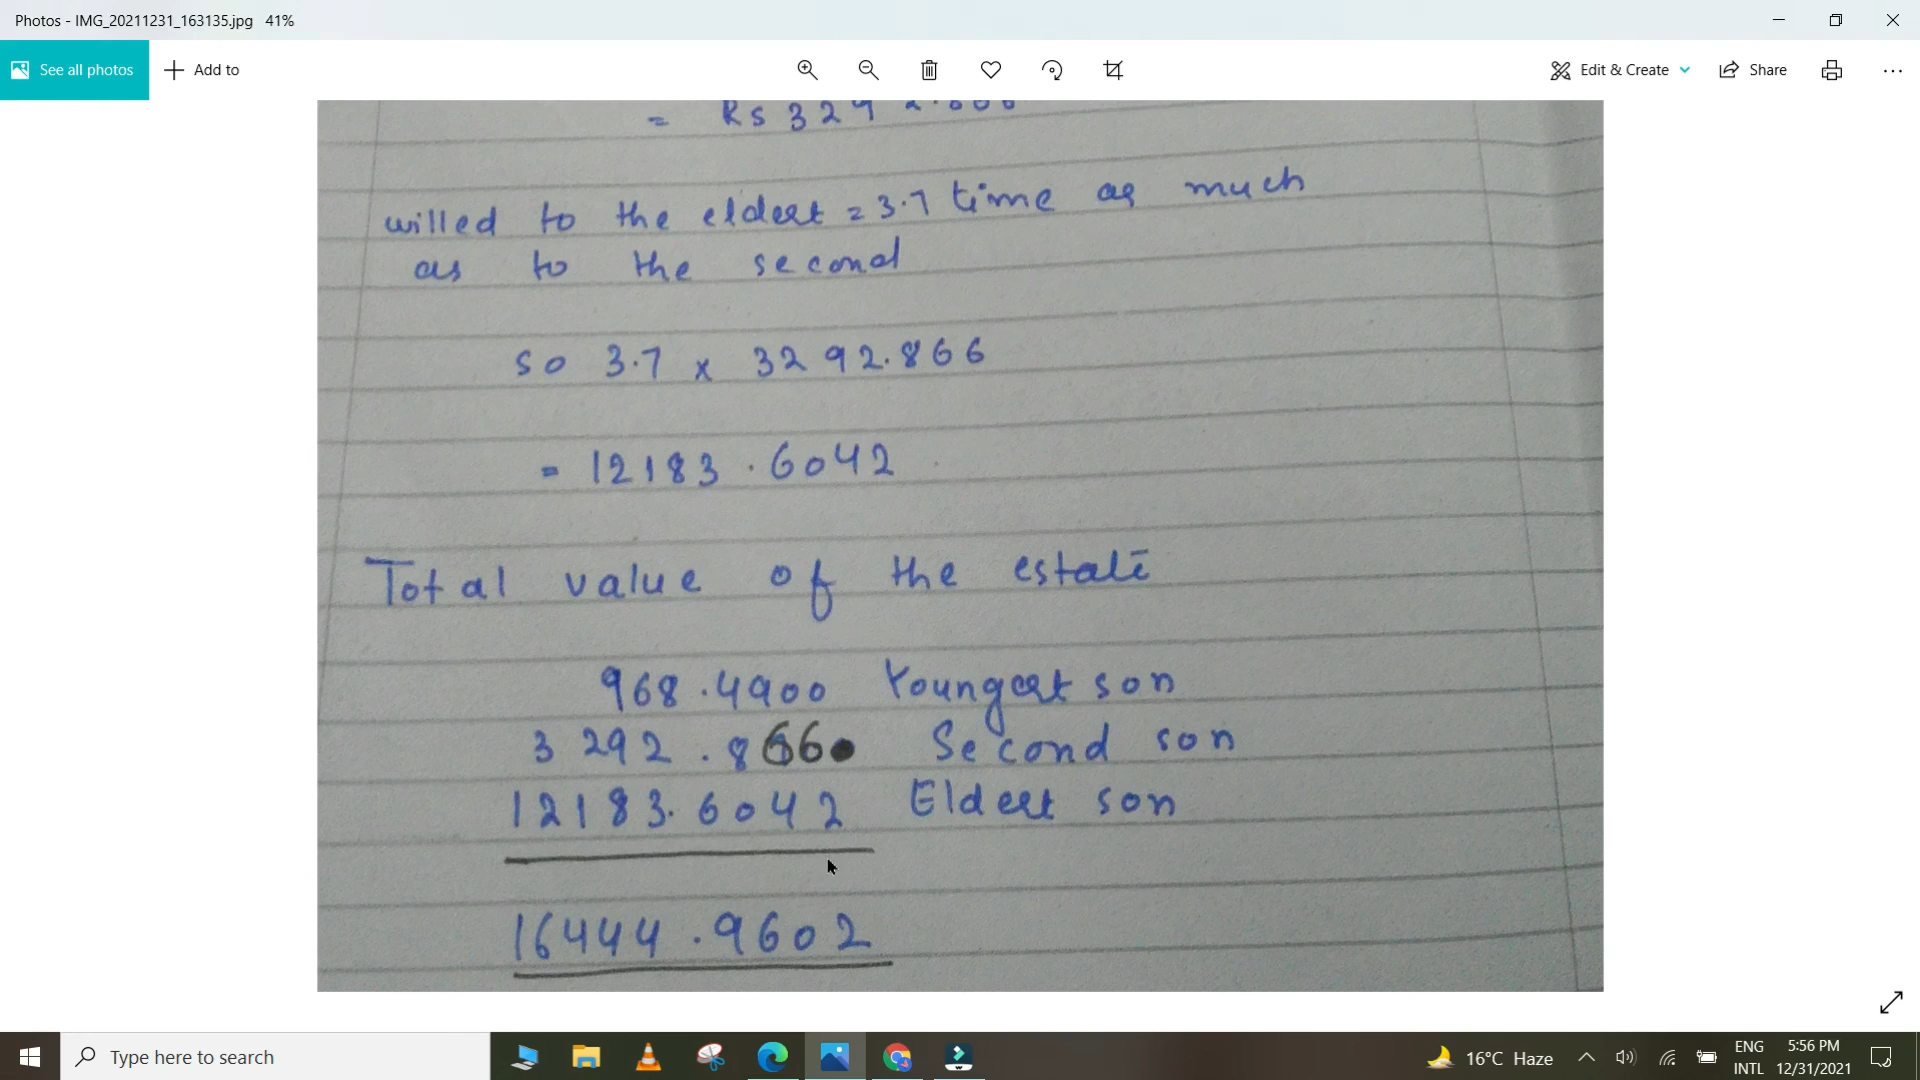 Photos - IMG_20211231_163135.jpg 41%
See all photos
Add to
Edit & Create
Share
= Rs 329
willed to the eldest = 3.7 time as much
as to the second
so 3.7 x 3292.866
= 12183.6042
Total value of the estate
968.4900 Youngest son
3292.8660 Second son
12183.6042 Eldest son
16444.9602
Type here to search
16°C Haze
ENG
INTL
5:56 PM
12/31/2021